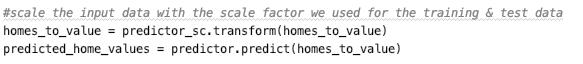 #scale the input data with the scale factor we used for the training & test data
homes_to_value = predictor_sc.transform(homes_to_value)
predicted_home_values = predictor.predict(homes_to_value)